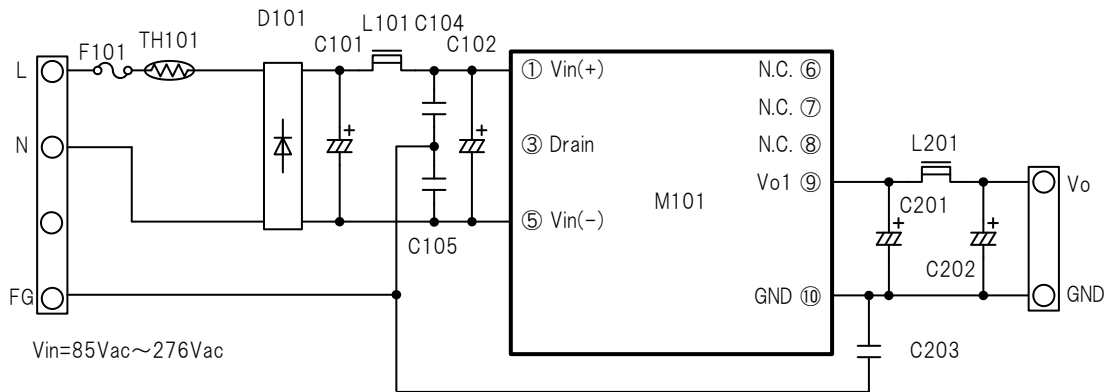 D101
L101 C104
F101 TH101 C101 C102
L
N
FG
① Vin(+)
③ Drain
⑤ Vin(-)
C105
M101
N.C. ⑥
N.C. ⑦
N.C. ⑧
Vo1 ⑨
GND ⑩
L201
Vo
C201
C202
GND
C203
Vin=85Vac～276Vac
+
+
+
+